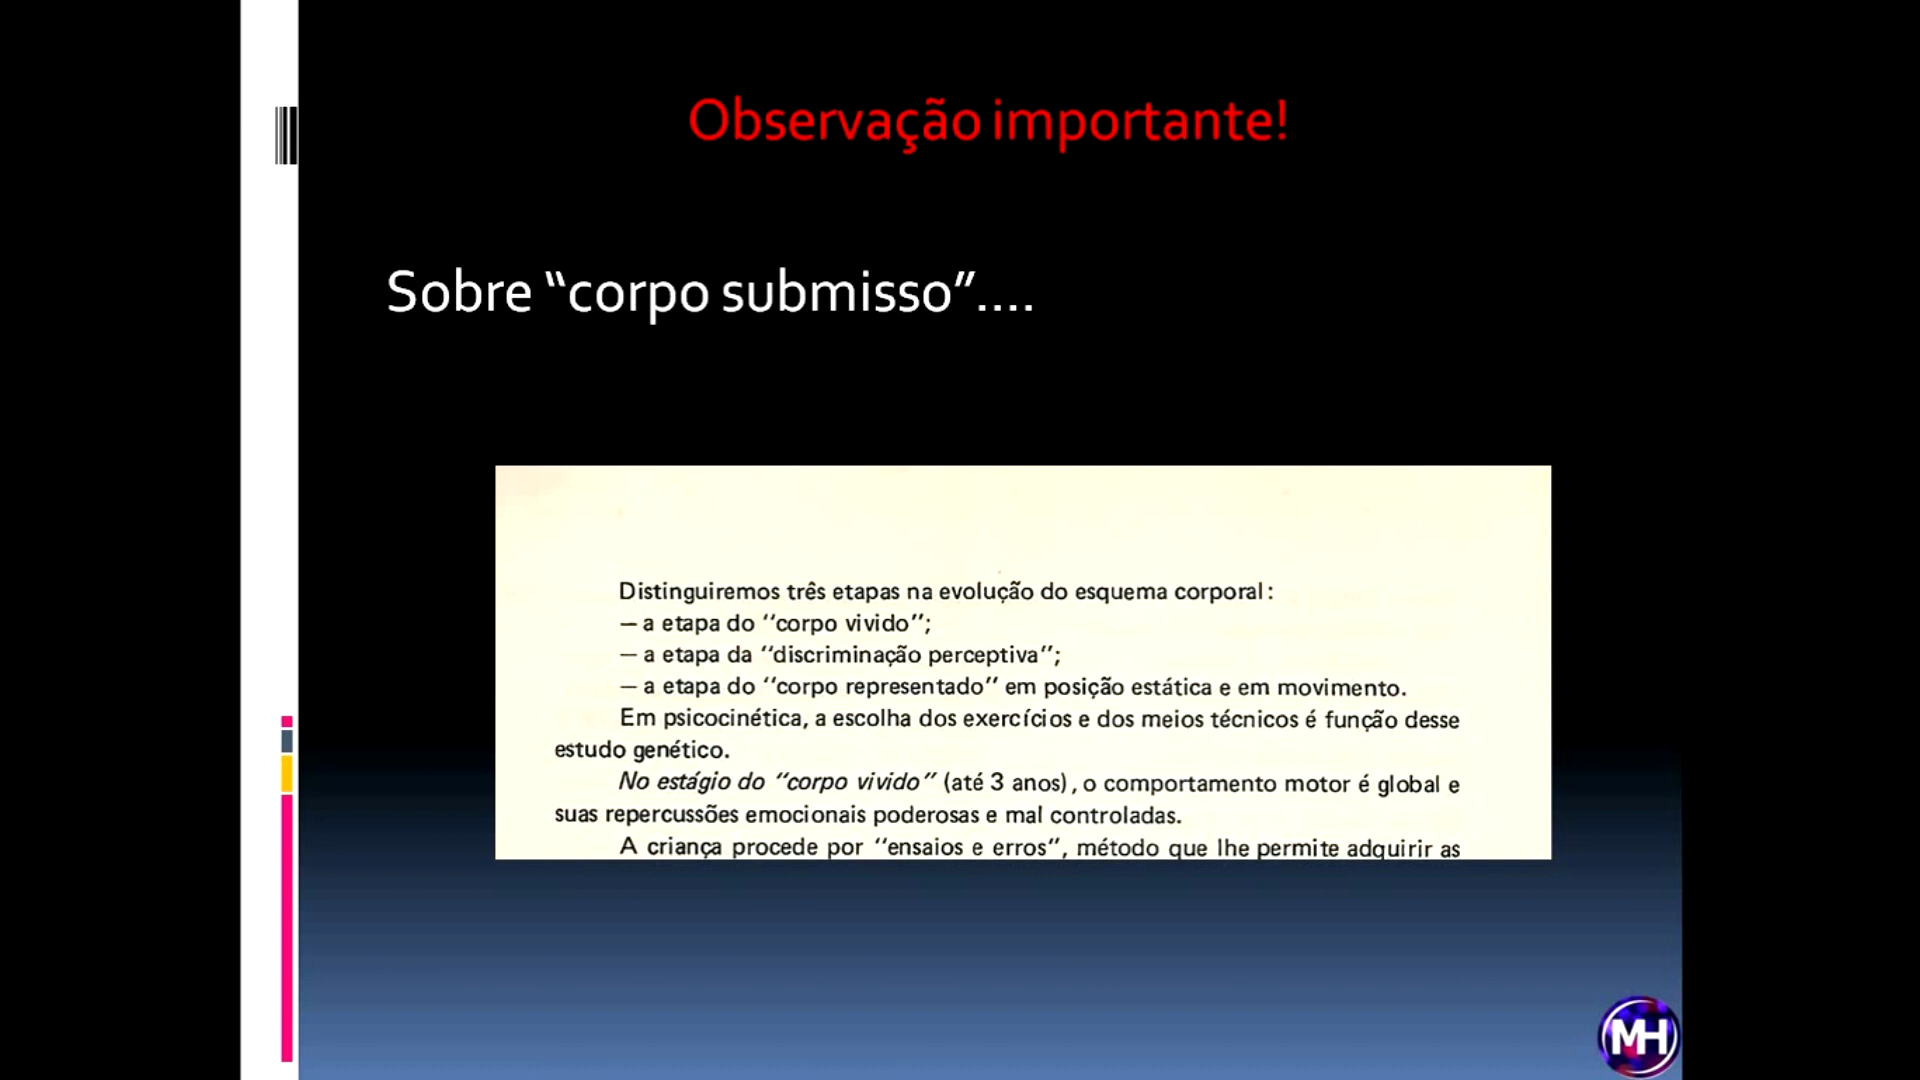 Observação importante!
Sobre “corpo submisso”....
Distinguiremos três etapas na evolução do esquema corporal:
— a etapa do “corpo vivido”;
— a etapa da “discriminação perceptiva”;
— a etapa do “corpo representado” em posição estática e em movimento.
Em psicocinética, a escolha dos exercícios e dos meios técnicos é função desse
estudo genético.
No estágio do “corpo vivido” (até 3 anos), o comportamento motor é global e
suas repercussões emocionais poderosas e mal controladas.
A criança procede por “ensaios e erros”, método que lhe permite adquirir as
MH